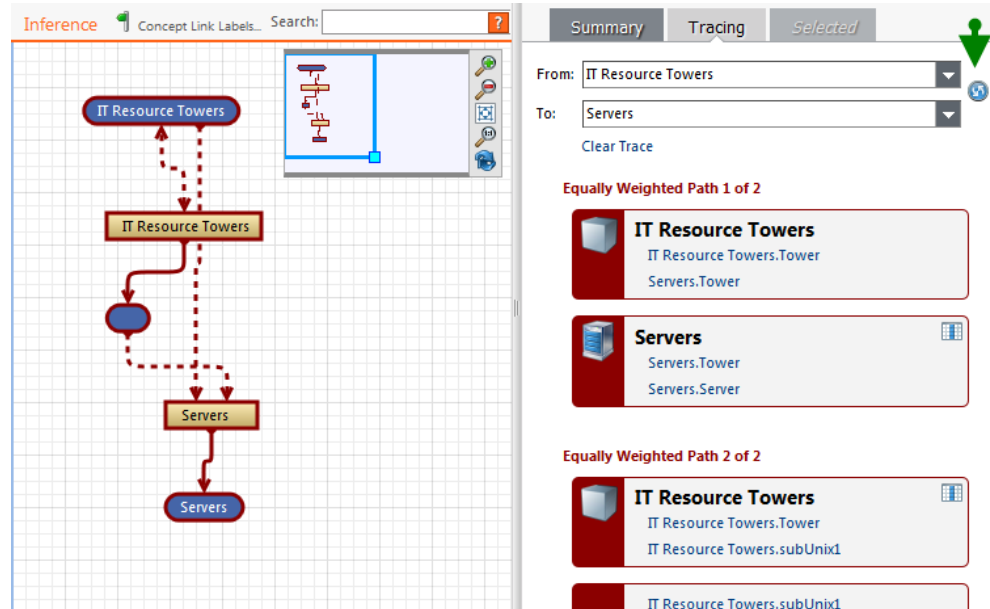 Inference
Concept Link Labels...
Search:
?
IT Resource Towers
IT Resource Towers
Servers
Servers
1:1
Summary
Tracing
Selected
From:
IT Resource Towers
To:
Servers
Clear Trace
Equally Weighted Path 1 of 2
IT Resource Towers
IT Resource Towers.Tower
Servers.Tower
Servers
Servers.Tower
Servers.Server
Equally Weighted Path 2 of 2
IT Resource Towers
IT Resource Towers.Tower
IT Resource Towers.subUnix1
IT Resource Towers.subUnix1